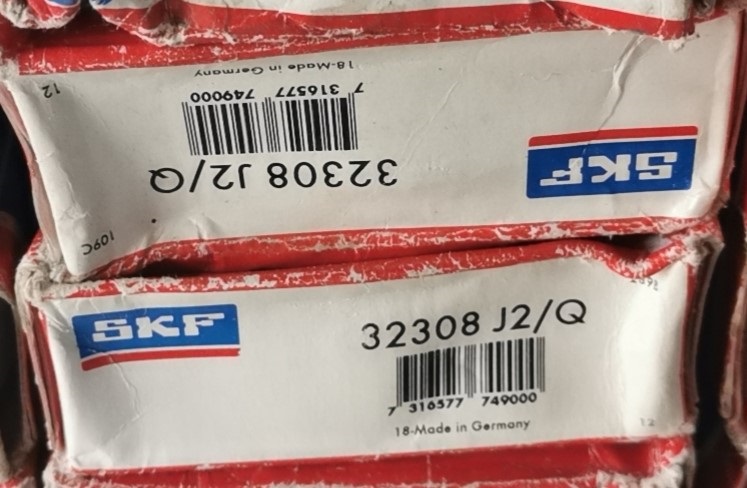 18-Made in Germany
12
7 316577 749000
32308 J2/Q
SKF
109C
SKF
32308 J2/Q
7 316577 749000
18-Made in Germany
12